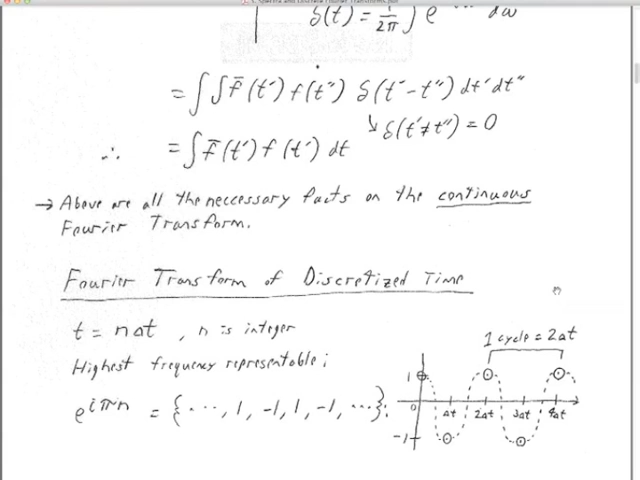 δ(t) = 1/2π ∫ e dω
= ∫∫ f̄(t') f(t'') δ(t' - t'') dt' dt''
↘ δ(t' ≠ t'') = 0
∴ = ∫ f̄(t') f(t') dt
→ Above are all the neccessary facts on the continuous
Fourier Transform.
Fourier Transform of Discretized Time
t = nΔt , n is integer
1 cycle = 2Δt
Highest frequency representable;
e^{iπn} = {..., 1, -1, 1, -1, ...};
1
0 Δt 2Δt 3Δt 4Δt
-1